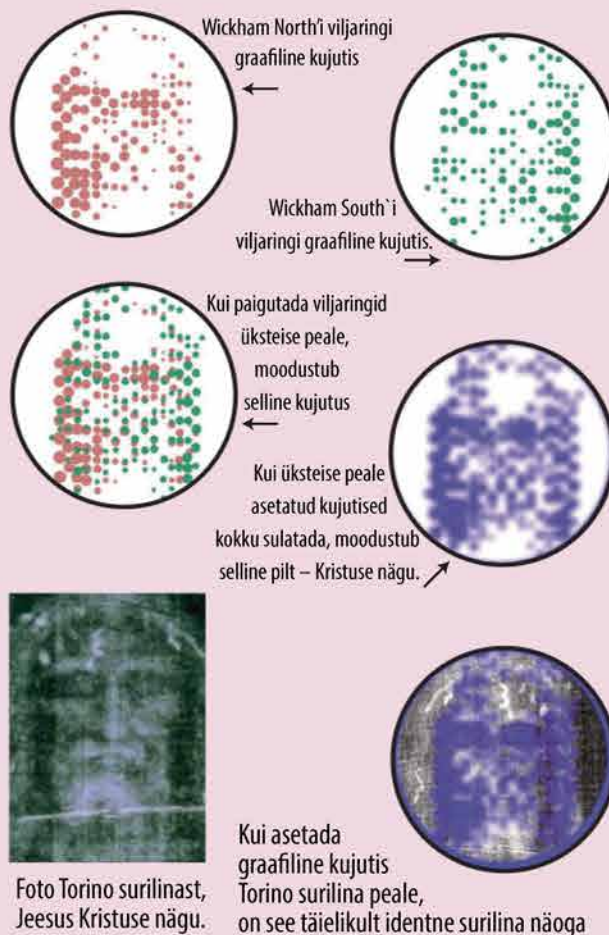 Wickham North'i viljaringi
graafiline kujutis
Wickham South`i
viljaringi graafiline kujutis.
Kui paigutada viljaringid
üksteise peale,
moodustub
selline kujutus
Kui üksteise peale
asetatud kujutised
kokku sulatada, moodustub
selline pilt – Kristuse nägu.
Foto Torino surilinast,
Jeesus Kristuse nägu.
Kui asetada
graafiline kujutis
Torino surilina peale,
on see täielikult identne surilina näoga